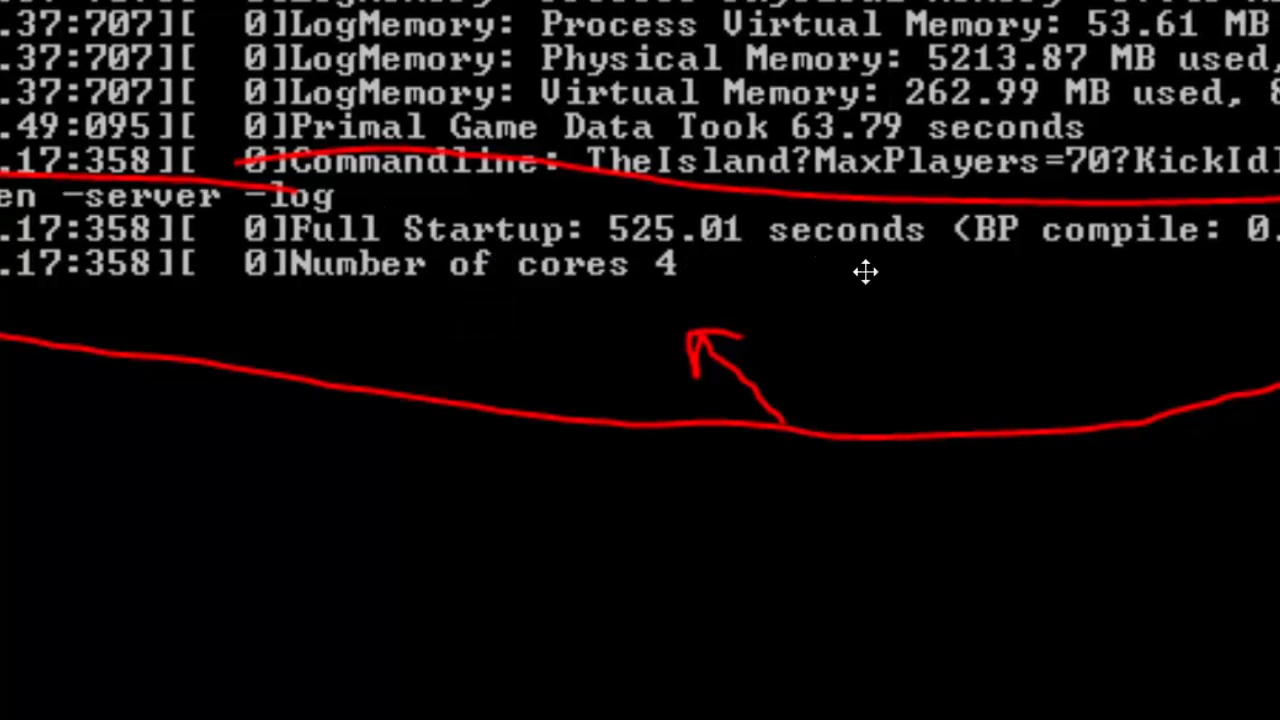 .37:707][  0]LogMemory: Process Virtual Memory: 53.61 MB
.37:707][  0]LogMemory: Physical Memory: 5213.87 MB used,
.37:707][  0]LogMemory: Virtual Memory: 262.99 MB used,
.49:095][  0]Primal Game Data Took 63.79 seconds
.17:358][  0]Commandline: TheIsland?MaxPlayers=70?KickIdl
en -server -log
.17:358][  0]Full Startup: 525.01 seconds (BP compile: 0.
.17:358][  0]Number of cores 4